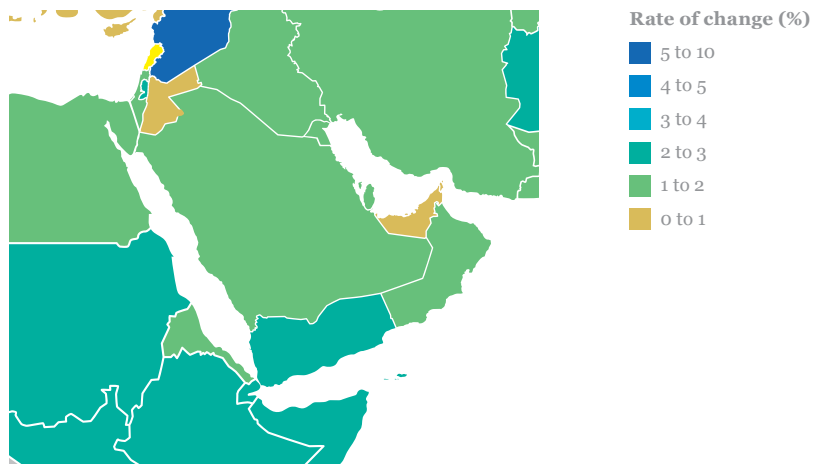 Rate of change (%)
5 to 10
4 to 5
3 to 4
2 to 3
1 to 2
0 to 1